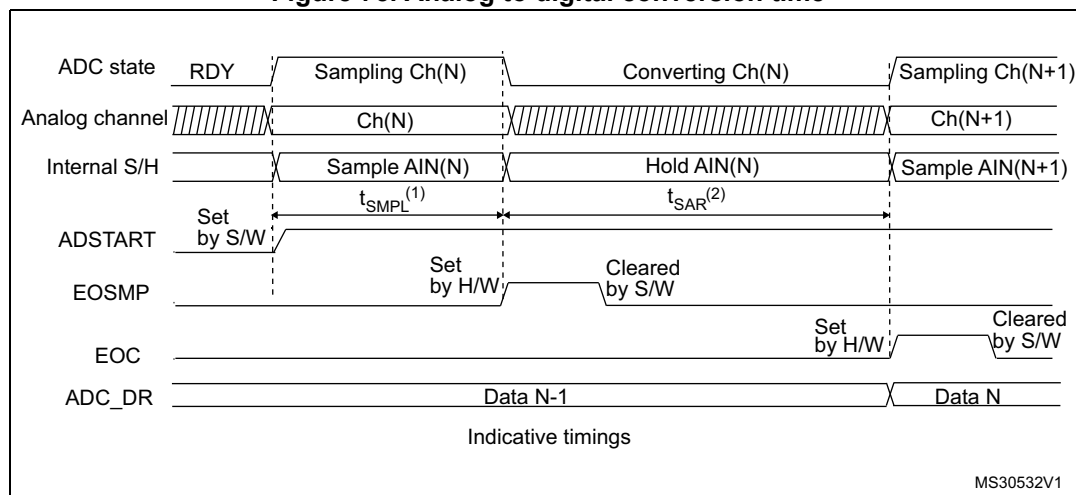 Figure Analog to digital conversion time
ADC state RDY Sampling Ch(N) Converting Ch(N) Sampling Ch(N+1)
Analog channel Ch(N) Ch(N+1)
Internal S/H Sample AIN(N) Hold AIN(N) Sample AIN(N+1)
tSMPL(1) tSAR(2)
Set
by S/W
ADSTART
Set
by H/W
Cleared
by S/W
EOSMP
Set
by H/W
Cleared
by S/W
EOC
ADC_DR Data N-1 Data N
Indicative timings
MS30532V1